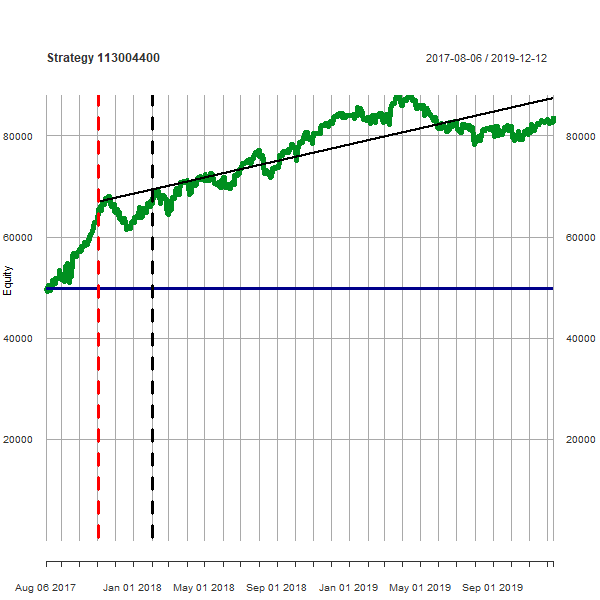 Strategy 113004400
2017-08-06 / 2019-12-12
80000
80000
60000
60000
Equity
40000
40000
20000
20000
Aug 06 2017
Jan 01 2018
May 01 2018
Sep 01 2018
Jan 01 2019
May 01 2019
Sep 01 2019